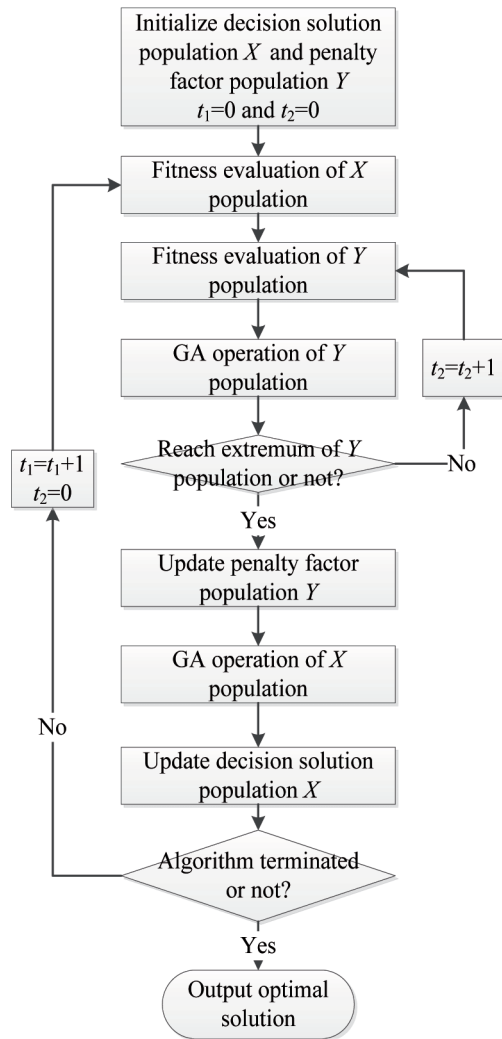 Initialize decision solution
population X and penalty
factor population Y
t₁=0 and t₂=0
Fitness evaluation of X
population
Fitness evaluation of Y
population
GA operation of Y
population
t₂=t₂+1
Reach extremum of Y
population or not?
No
t₁=t₁+1
t₂=0
Yes
Update penalty factor
population Y
GA operation of X
population
No
Update decision solution
population X
Algorithm terminated
or not?
Yes
Output optimal
solution